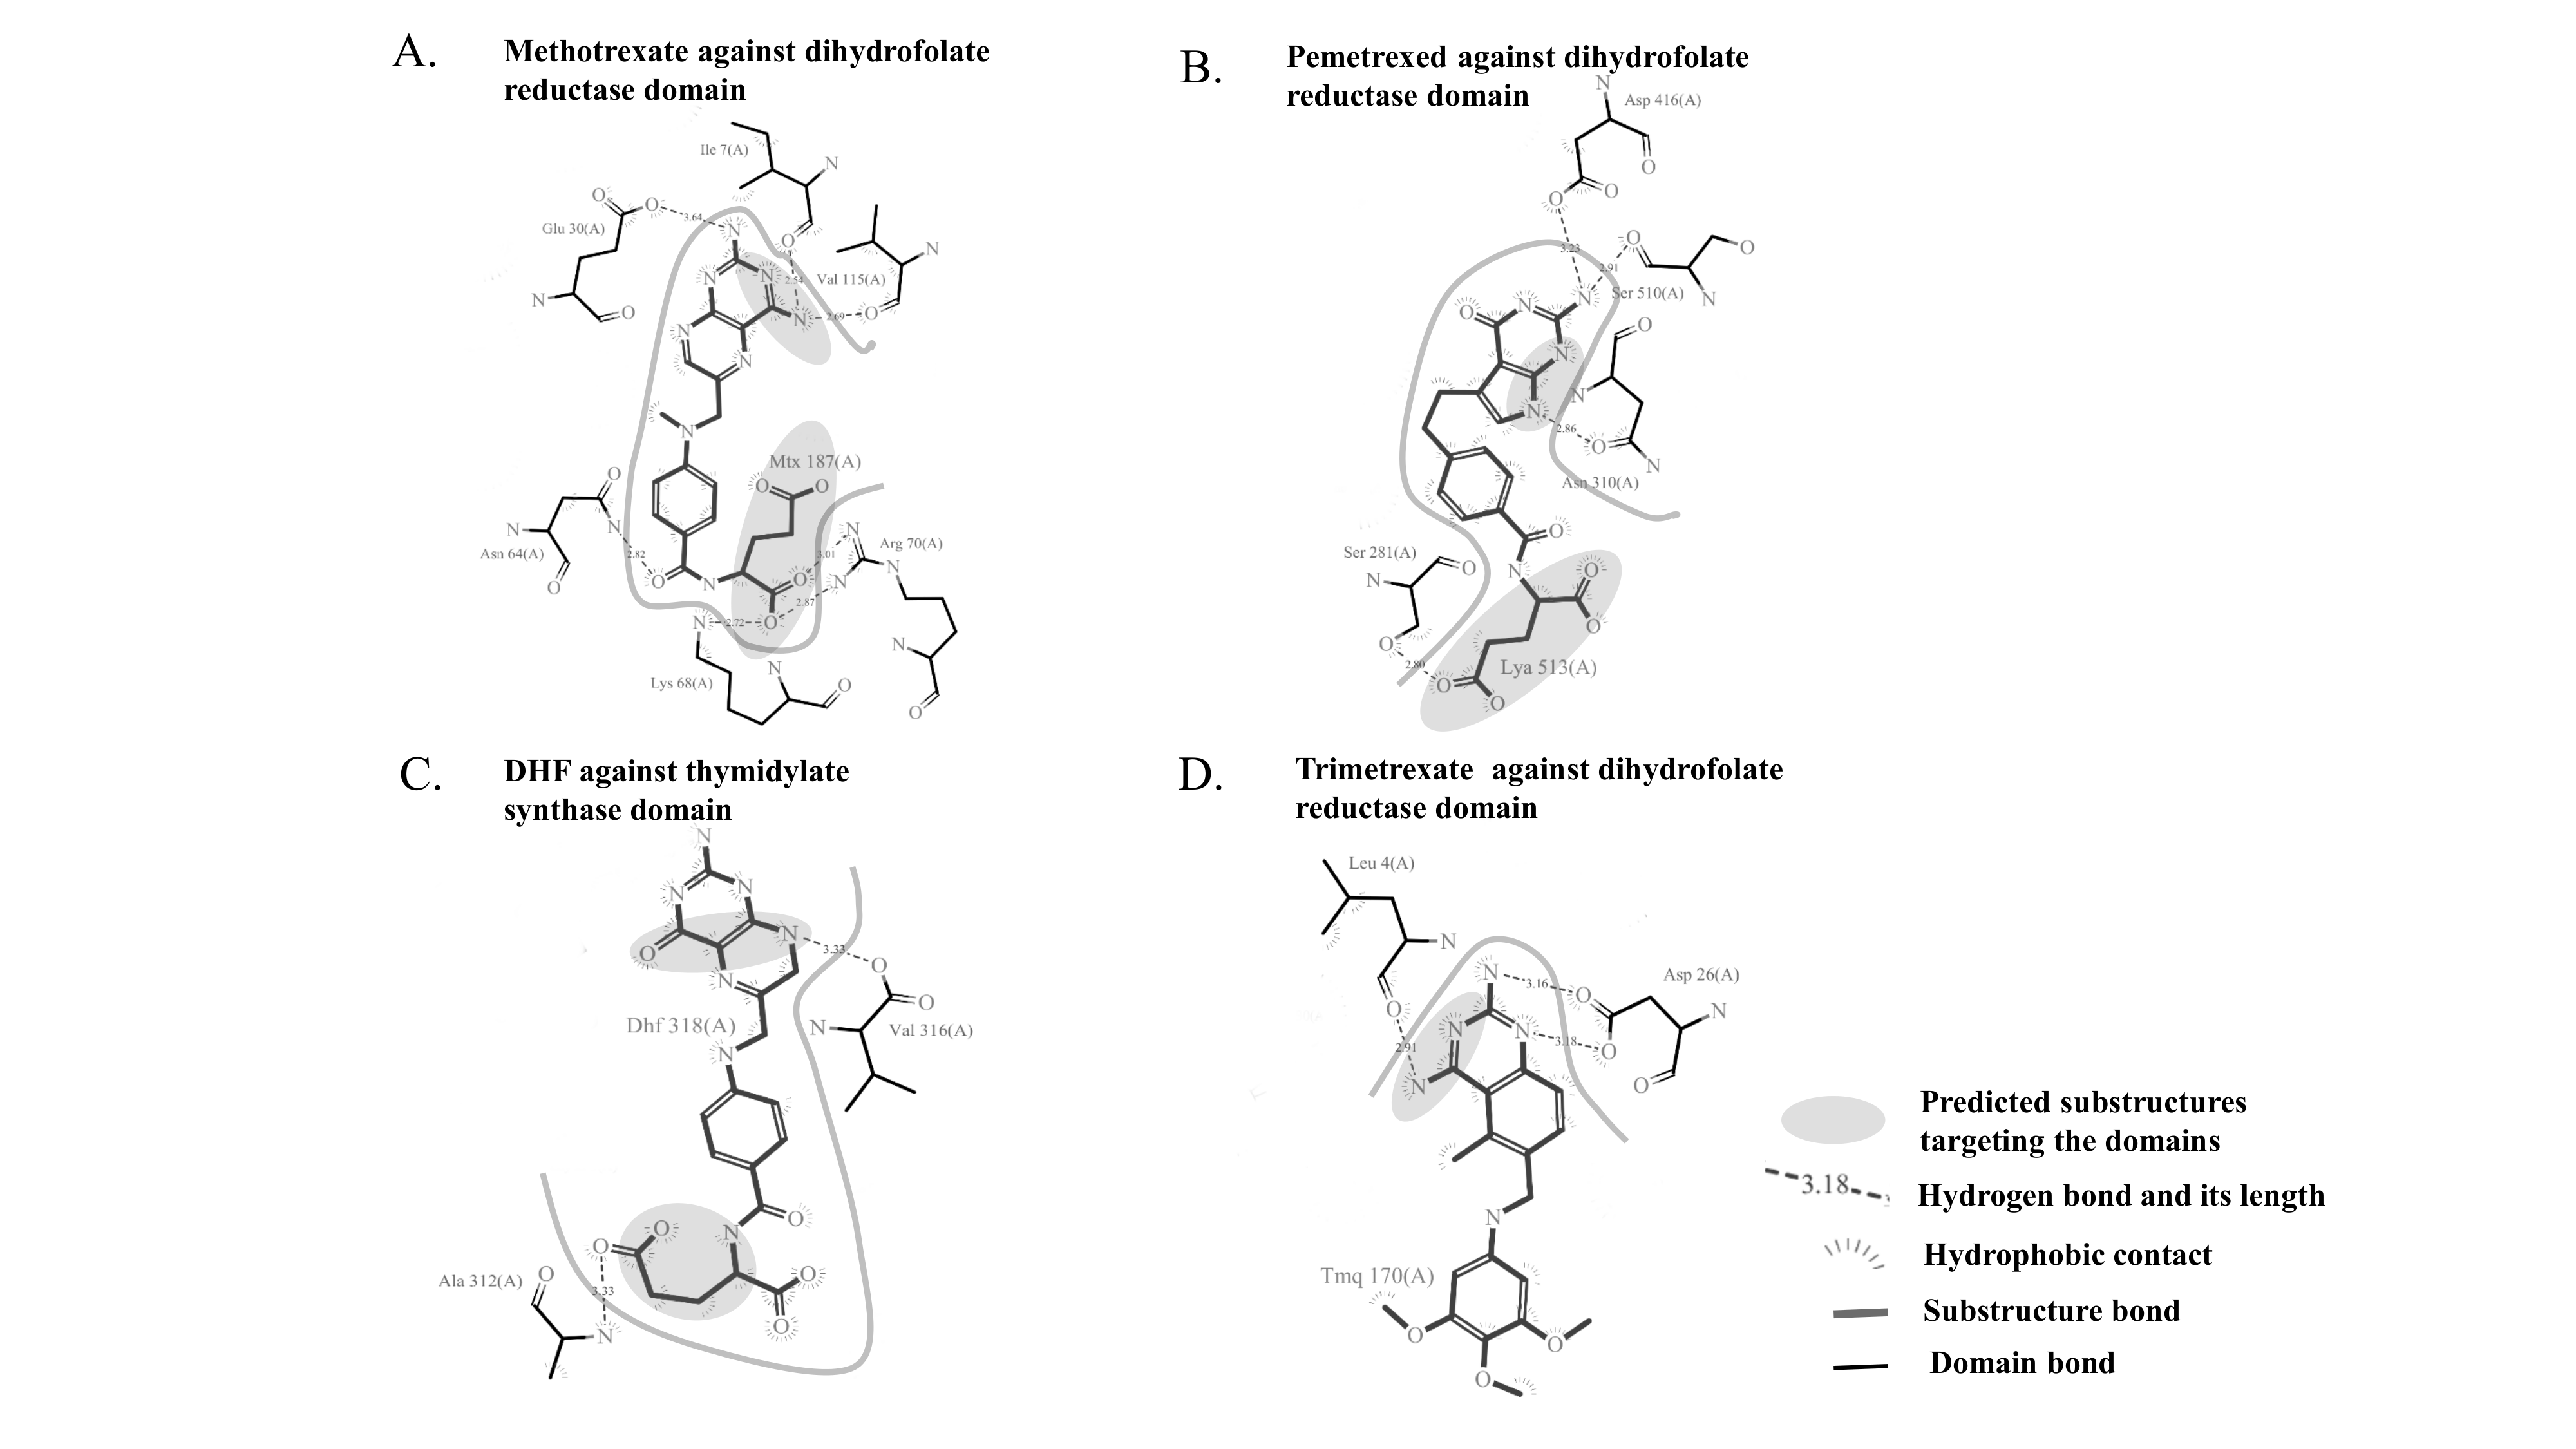 A.
Methotrexate against dihydrofolate
reductase domain
Ile 7(A)
N
O
O
3.64
Glu 30(A)
N
O
N
N
N
O
2.54
Val 115(A)
N
N
O
N
2.69
O
N
N
N
Mtx 187(A)
O
O
O
N
N
Asn 64(A)
O
2.82
O
N
O
O
3.01
2.87
N
N
Arg 70(A)
N
N
2.72
O
N
Lys 68(A)
N
O
O
B.
Pemetrexed against dihydrofolate
reductase domain
N
Asp 416(A)
O
O
O
3.23
2.91
O
O
N
Ser 510(A)
O
N
N
N
N
O
N
2.86
O
N
Asn 310(A)
O
N
Ser 281(A)
N
O
O
2.80
O
O
Lya 513(A)
O
O
C.
DHF against thymidylate
synthase domain
N
N
N
O
N
3.33
O
N
O
Dhf 318(A)
N
Val 316(A)
N
O
N
O
O
O
O
3.33
Ala 312(A)
O
N
D.
Trimetrexate against dihydrofolate
reductase domain
Leu 4(A)
N
O
2.91
N
3.16
O
Asp 26(A)
N
N
N
3.18
O
O
N
N
Tmq 170(A)
O
O
O
Predicted substructures
targeting the domains
3.18
Hydrogen bond and its length
Hydrophobic contact
Substructure bond
Domain bond